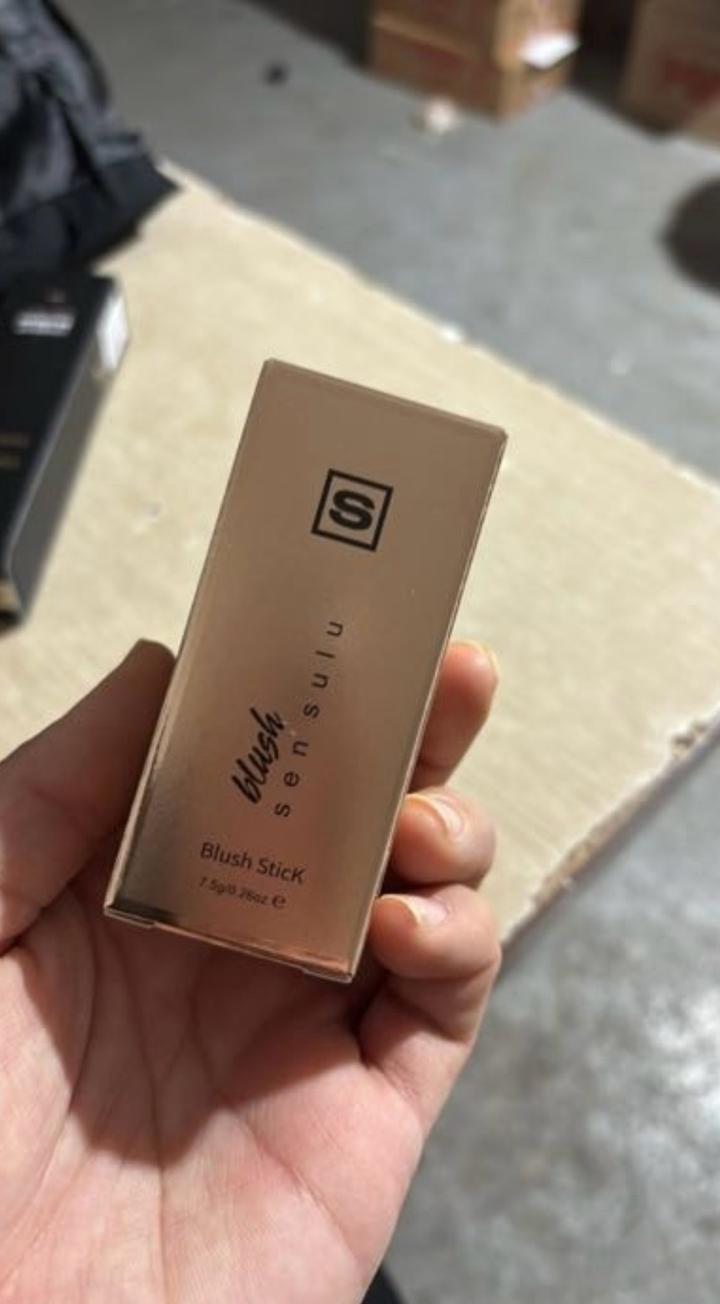 S
blush
sensulu
Blush SticK
7.5g/0.26oz ℮